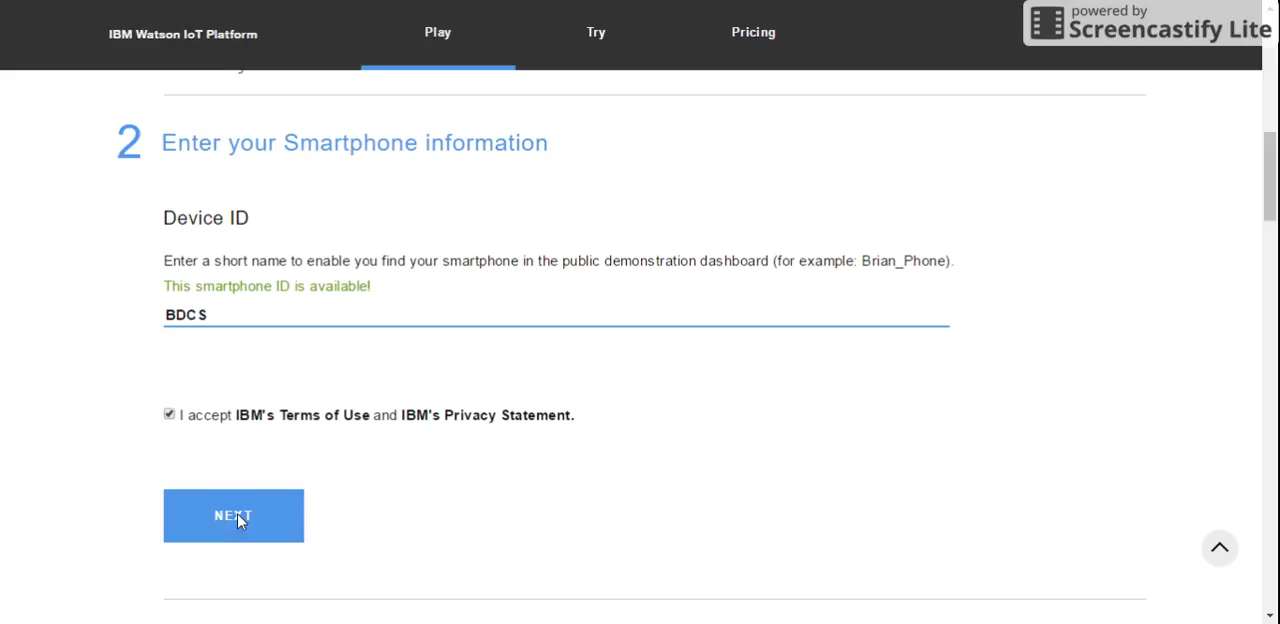 IBM Watson IoT Platform
Play
Try
Pricing
powered by
Screencastify Lite
2 Enter your Smartphone information
Device ID
Enter a short name to enable you find your smartphone in the public demonstration dashboard (for example: Brian_Phone).
This smartphone ID is available!
BDCS
I accept IBM's Terms of Use and IBM's Privacy Statement.
NEXT